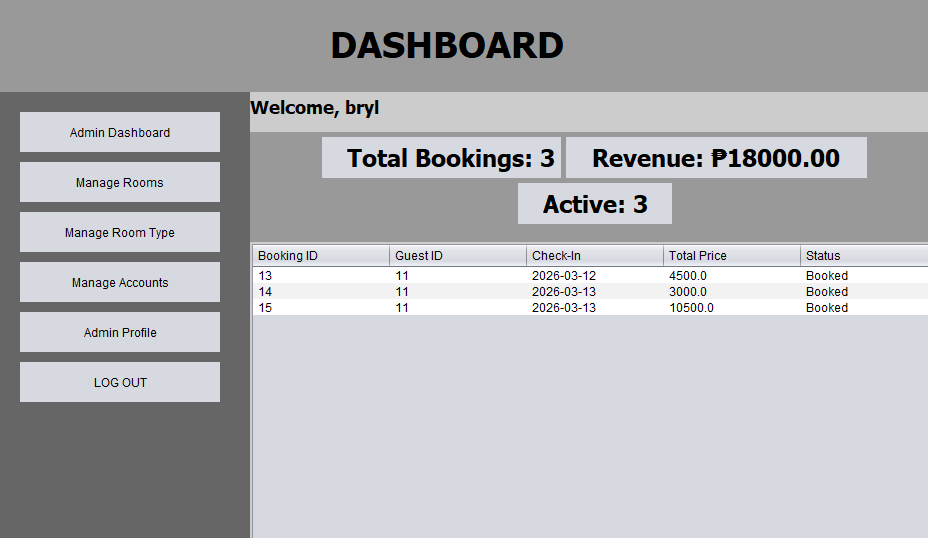 DASHBOARD
Welcome, bryl
Admin Dashboard
Manage Rooms
Manage Room Type
Manage Accounts
Admin Profile
LOG OUT
Total Bookings: 3 Revenue: ₱18000.00
Active: 3
Booking ID Guest ID Check-In Total Price Status
13 11 2026-03-12 4500.0 Booked
14 11 2026-03-13 3000.0 Booked
15 11 2026-03-13 10500.0 Booked